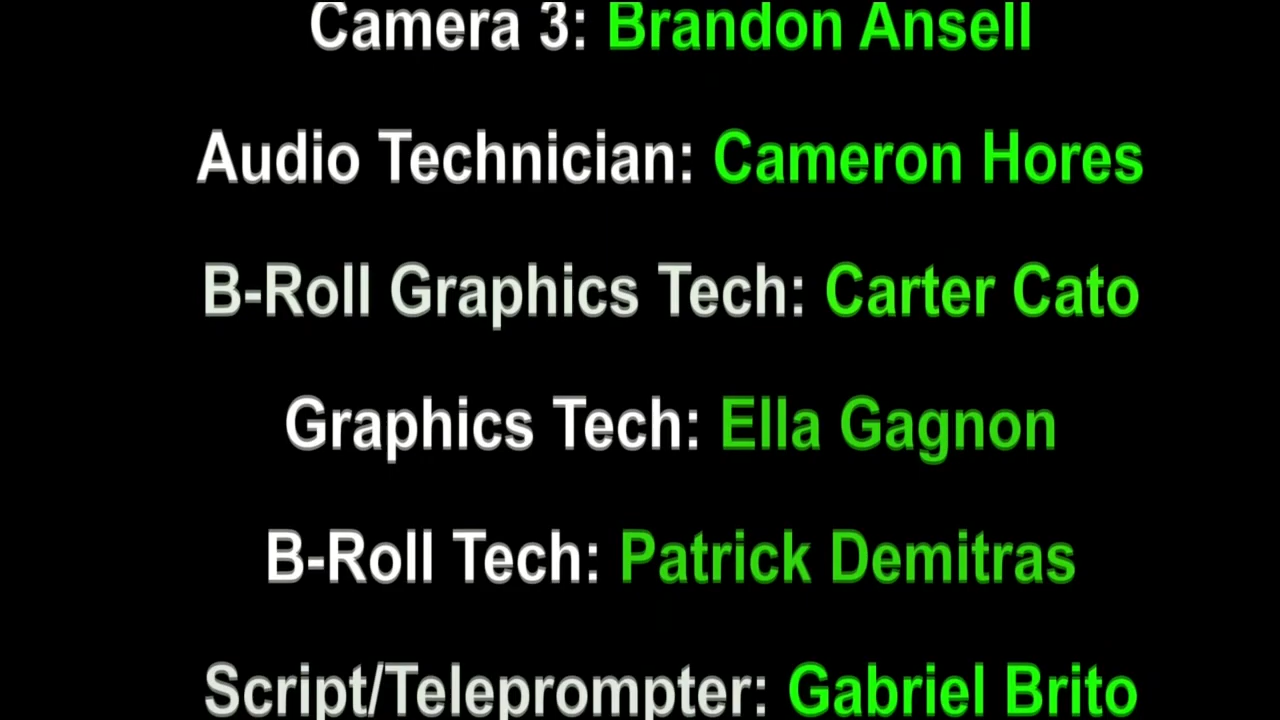 Camera 3: Brandon Ansell
Audio Technician: Cameron Hores
B-Roll Graphics Tech: Carter Cato
Graphics Tech: Ella Gagnon
B-Roll Tech: Patrick Demitras
Script/Teleprompter: Gabriel Brito